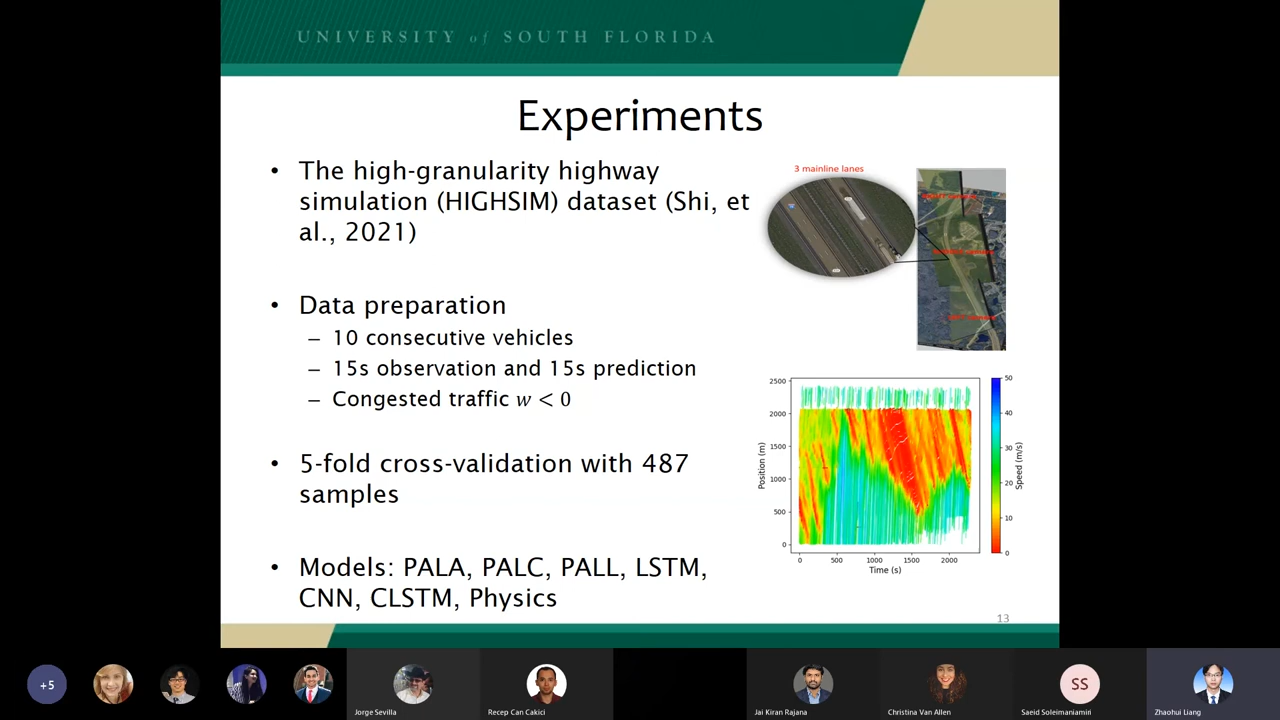 UNIVERSITY of SOUTH FLORIDA
Experiments
• The high-granularity highway
simulation (HIGHSIM) dataset (Shi, et
al., 2021)
• Data preparation
– 10 consecutive vehicles
– 15s observation and 15s prediction
– Congested traffic w < 0
• 5-fold cross-validation with 487
samples
• Models: PALA, PALC, PALL, LSTM,
CNN, CLSTM, Physics
3 mainline lanes
2500
2000
1500
1000
500
0
Position (m)
0 500 1000 1500 2000
Time (s)
50
40
30
20
10
0
Speed (m/s)
13
+5
Jorge Sevilla
Recep Can Cakici
Jai Kiran Rajana
Christina Van Allen
SS
Saeid Soleimaniamiri
Zhaohui Liang